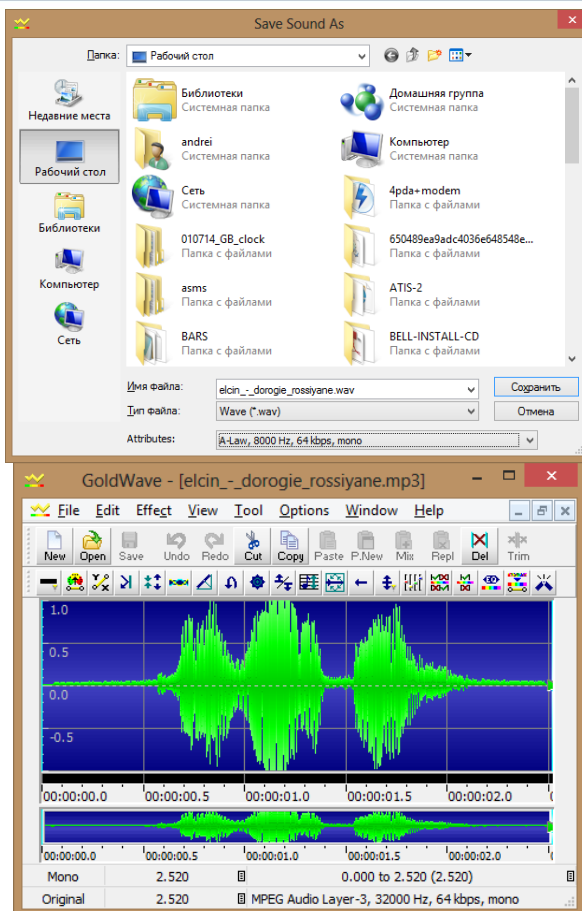 Save Sound As
Папка: Рабочий стол
Недавние места
Рабочий стол
Библиотеки
Компьютер
Сеть
Библиотеки
Системная папка
Домашняя группа
Системная папка
andrei
Системная папка
Компьютер
Системная папка
Сеть
Системная папка
4pda+modem
Папка с файлами
010714_GB_clock
Папка с файлами
650489ea9adc4036e648548e...
Папка с файлами
asms
Папка с файлами
ATIS-2
Папка с файлами
BARS
Папка с файлами
BELL-INSTALL-CD
Папка с файлами
Имя файла: elcin_-_dorogie_rossiyane.wav Сохранить
Тип файла: Wave (*.wav) Отмена
Attributes: A-Law, 8000 Hz, 64 kbps, mono
GoldWave - [elcin_-_dorogie_rossiyane.mp3]
File Edit Effect View Tool Options Window Help
New Open Save Undo Redo Cut Copy Paste P.New Mix Repl Del Trim
EQ
1.0
0.5
0.0
-0.5
00:00:00.0 00:00:00.5 00:00:01.0 00:00:01.5 00:00:02.0
00:00:00.0 00:00:00.5 00:00:01.0 00:00:01.5 00:00:02.0
Mono 2.520 0.000 to 2.520 (2.520)
Original 2.520 MPEG Audio Layer-3, 32000 Hz, 64 kbps, mono